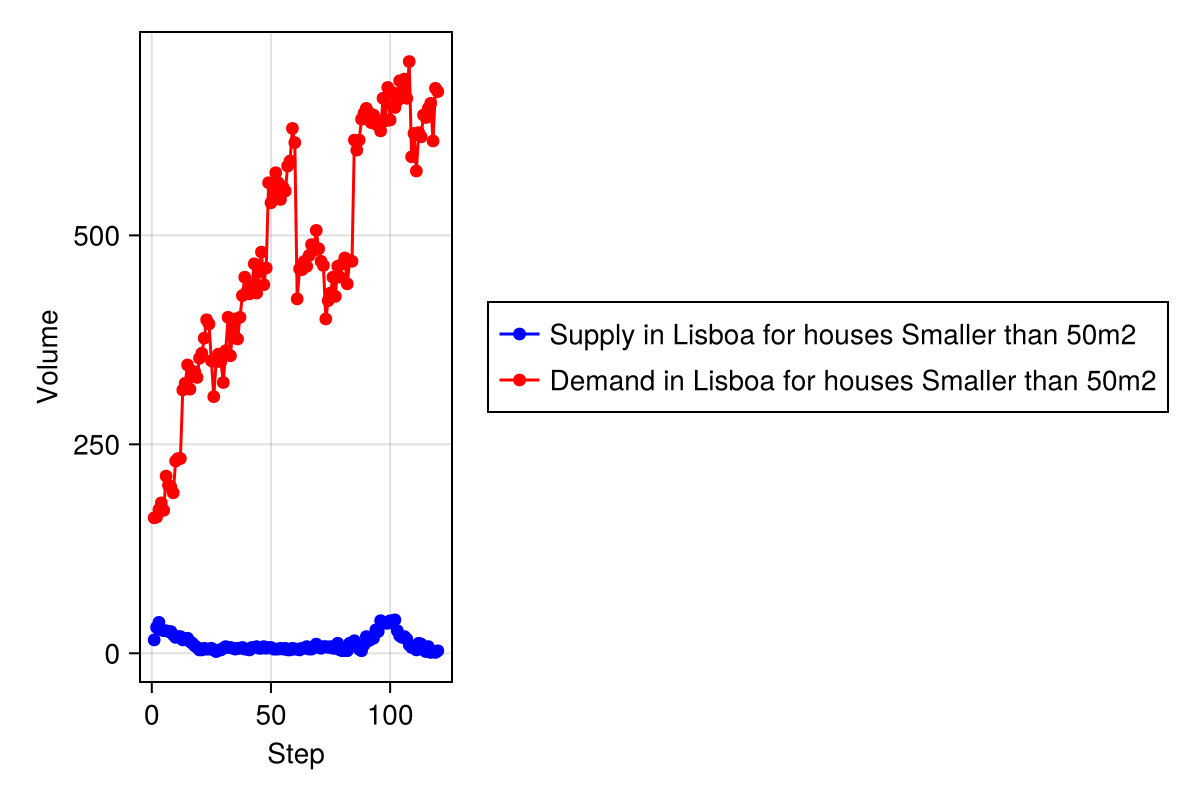 Volume
500
250
0
0 50 100
Step
Supply in Lisboa for houses Smaller than 50m2
Demand in Lisboa for houses Smaller than 50m2